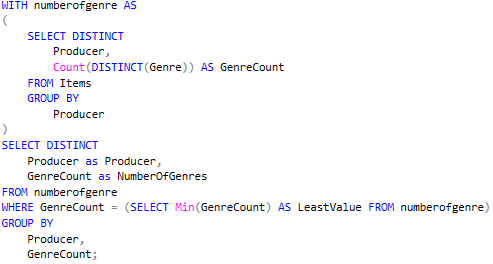 WITH numberofgenre AS
(
    SELECT DISTINCT
        Producer,
        Count(DISTINCT(Genre)) AS GenreCount
    FROM Items
    GROUP BY
        Producer
)
SELECT DISTINCT
    Producer as Producer,
    GenreCount as NumberOfGenres
FROM numberofgenre
WHERE GenreCount = (SELECT Min(GenreCount) AS LeastValue FROM numberofgenre)
GROUP BY
    Producer,
    GenreCount;